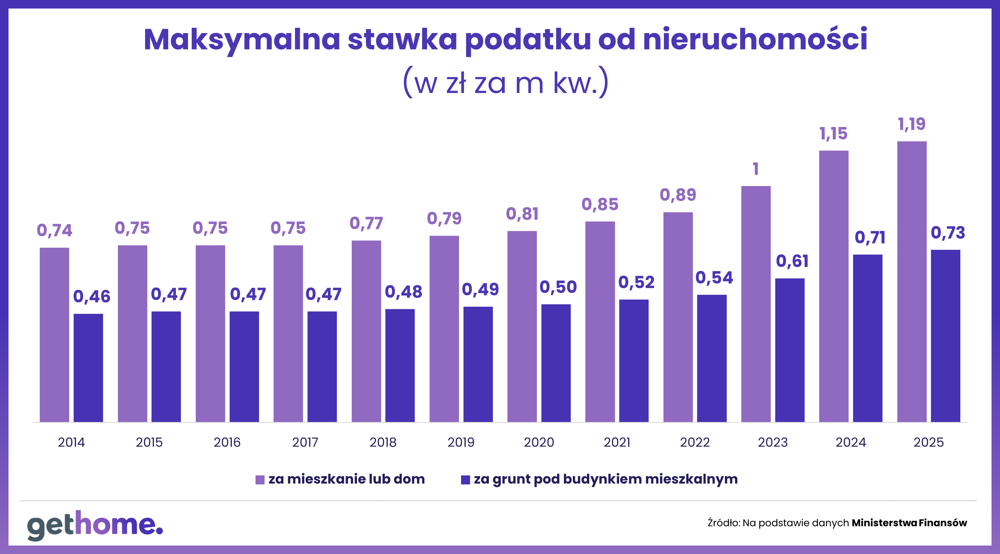 Maksymalna stawka podatku od nieruchomości
(w zł za m kw.)
0,74 0,46 0,75 0,47 0,75 0,47 0,75 0,47 0,77 0,48 0,79 0,49 0,81 0,50 0,85 0,52 0,89 0,54 1 0,61 1,15 0,71 1,19 0,73
2014 2015 2016 2017 2018 2019 2020 2021 2022 2023 2024 2025
za mieszkanie lub dom za grunt pod budynkiem mieszkalnym
gethome.
Źródło: Na podstawie danych Ministerstwa Finansów